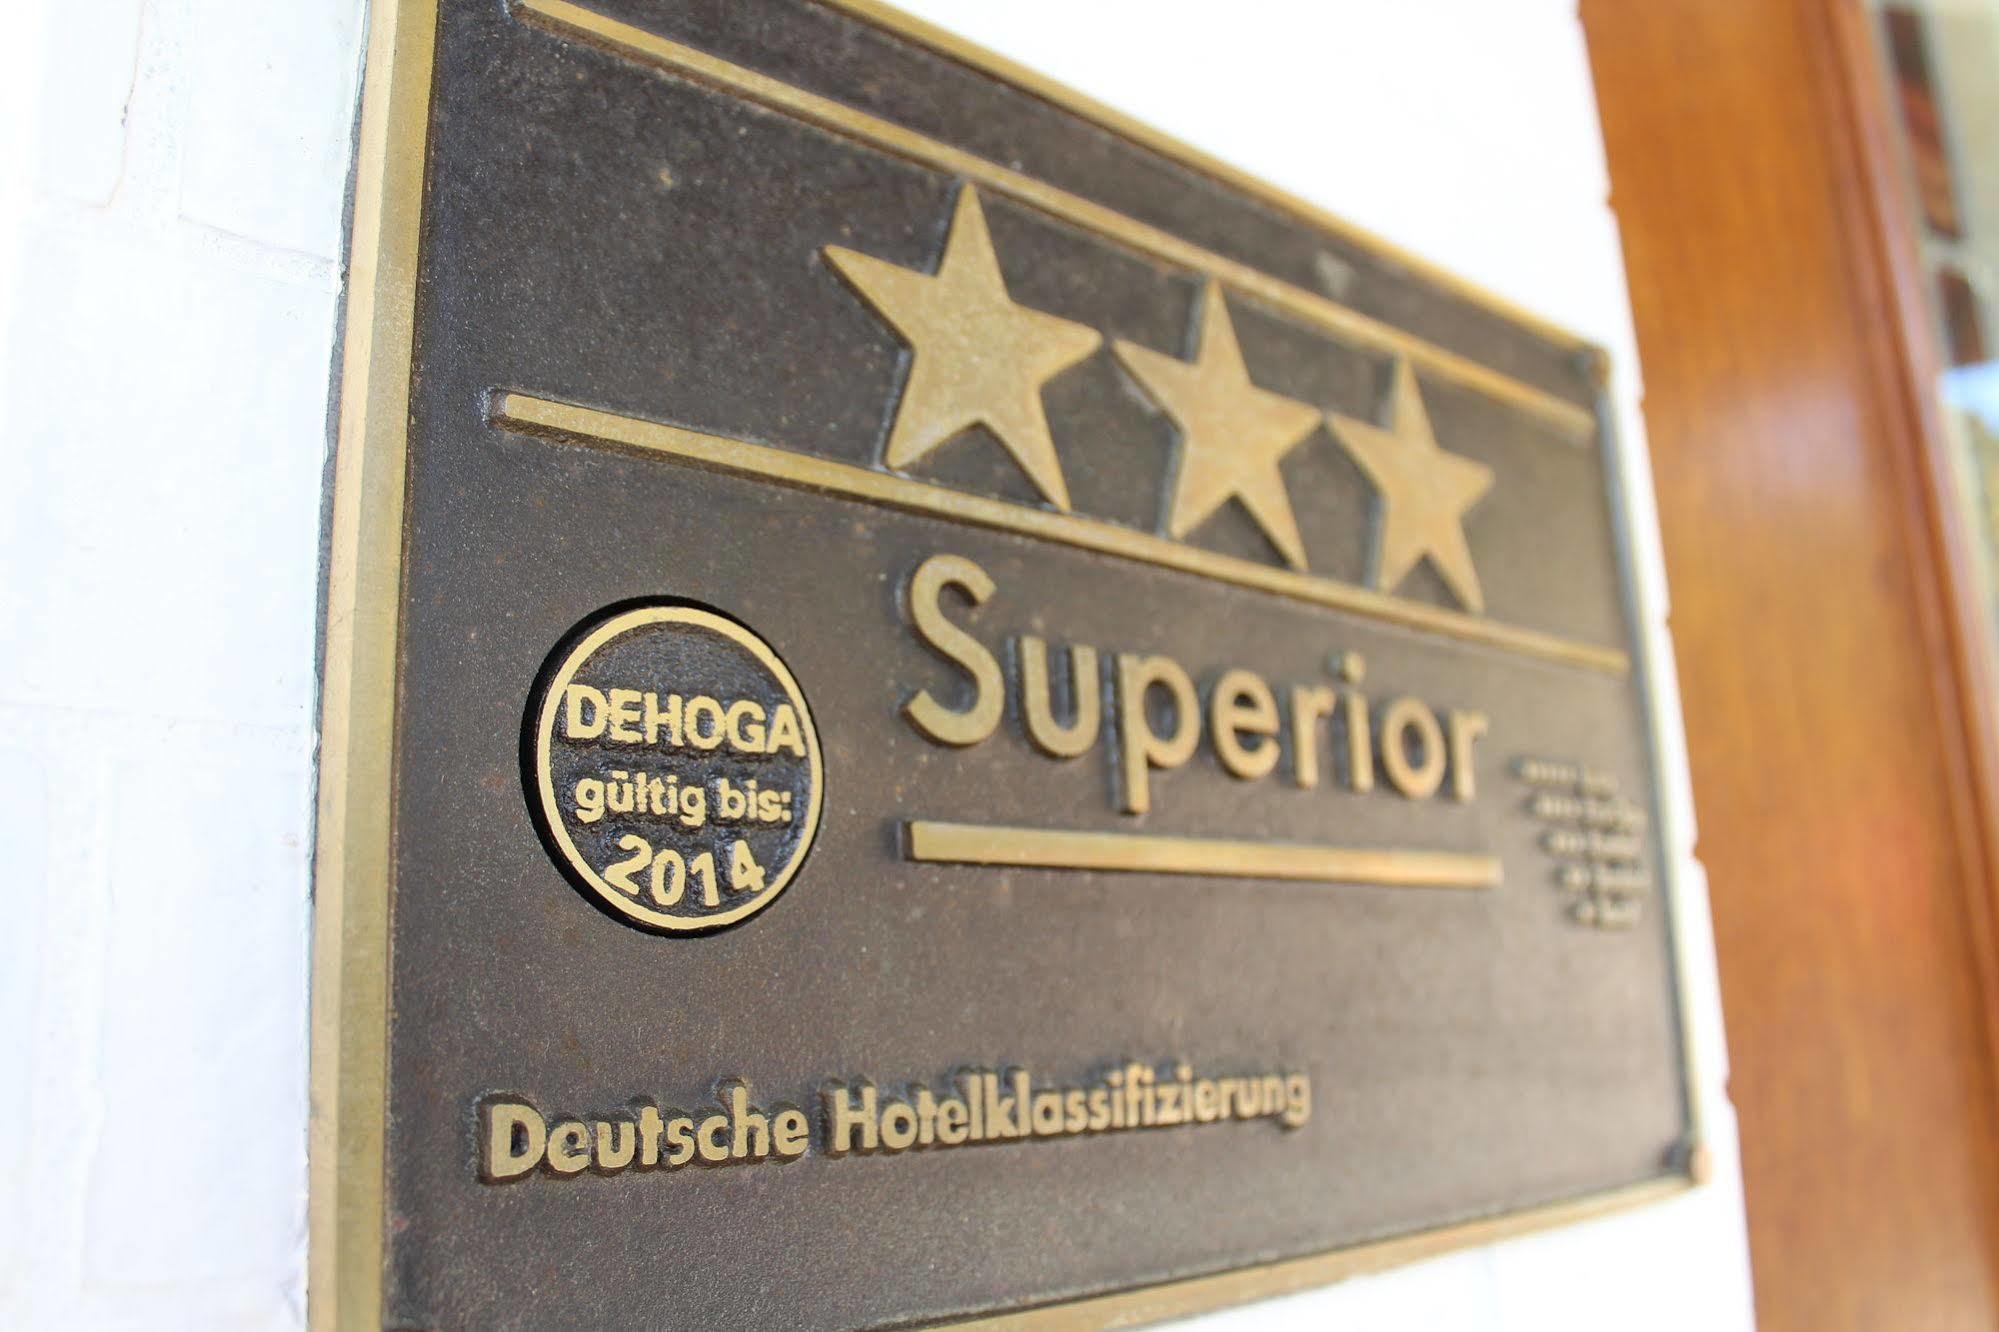 Superior
DEHOGA
gültig bis:
2014
Deutsche Hotelklassifizierung